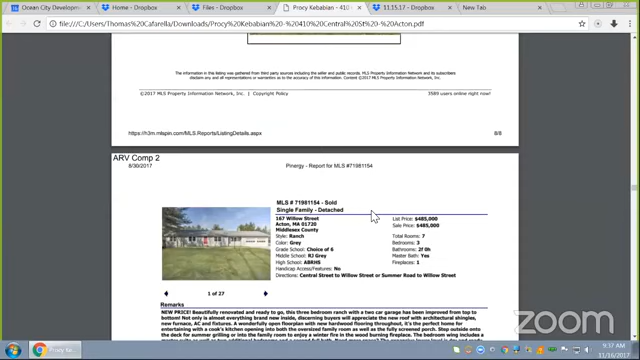 Ocean City Developmen
Home - Dropbox
Files - Dropbox
Procy Kebabian - 410
11.15.17 - Dropbox
New Tab
file:///C:/Users/Thomas%20Cafarella/Downloads/Procy%20Kebabian%20-%20410%20Central%20St%20-%20Acton.pdf
The information in this listing was gathered from third party sources including the seller and public records. MLS Property Information Network and its subscribers
disclaim any and all representations or warranties as to the accuracy of this information. Content ©2017 MLS Property Information Network, Inc.
©2017 MLS Property Information Network, Inc. | Copyright Policy
3589 users online right now!
https://h3m.mlspin.com/MLS.Reports/ListingDetails.aspx
8/8
ARV Comp 2
8/30/2017
Pinergy - Report for MLS #71981154
MLS # 71981154 - Sold
Single Family - Detached
167 Willow Street
Acton, MA 01720
Middlesex County
Style: Ranch
Color: Grey
Grade School: Choice of 6
Middle School: RJ Grey
High School: ABRHS
Handicap Access/Features: No
Directions: Central Street to Willow Street or Summer Road to Willow Street
List Price: $485,000
Sale Price: $485,000
Total Rooms: 7
Bedrooms: 3
Bathrooms: 2f 0h
Master Bath: Yes
Fireplaces: 1
1 of 27
Remarks
NEW PRICE! Beautifully renovated and ready to go, this three bedroom ranch with a two car garage has been improved from top to
bottom! Not only is almost everything brand new inside, discerning buyers will appreciate the new roof with architectural shingles,
new furnace, AC and fixtures. A wonderfully open floorplan with new hardwood flooring throughout, it's the perfect home for
entertaining with a cook's kitchen opening into both the oversized family room as well as the fully screened porch. Step outside onto
the deck for summer grilling or into the family room to enjoy a winter fire in the wood burning fireplace. The bedroom wing includes a
zoom
Procy Kebabian
9:37 AM
11/16/2017